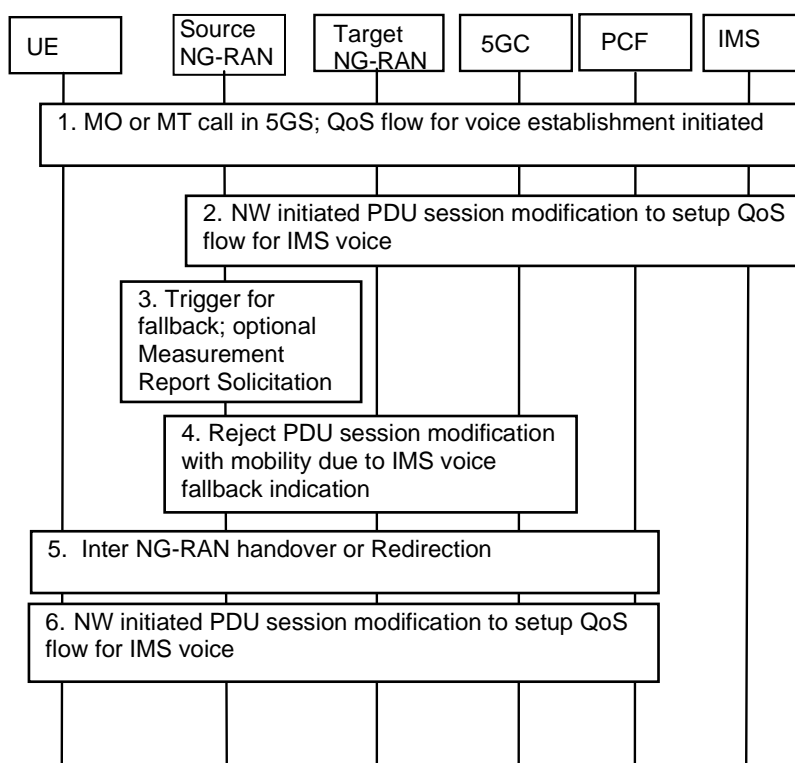 UE
Source
NG-RAN
Target
NG-RAN
5GC
PCF
IMS
1. MO or MT call in 5GS; QoS flow for voice establishment initiated
2. NW initiated PDU session modification to setup QoS
flow for IMS voice
3. Trigger for
fallback; optional
Measurement
Report Solicitation
4. Reject PDU session modification
with mobility due to IMS voice
fallback indication
5. Inter NG-RAN handover or Redirection
6. NW initiated PDU session modification to setup QoS
flow for IMS voice